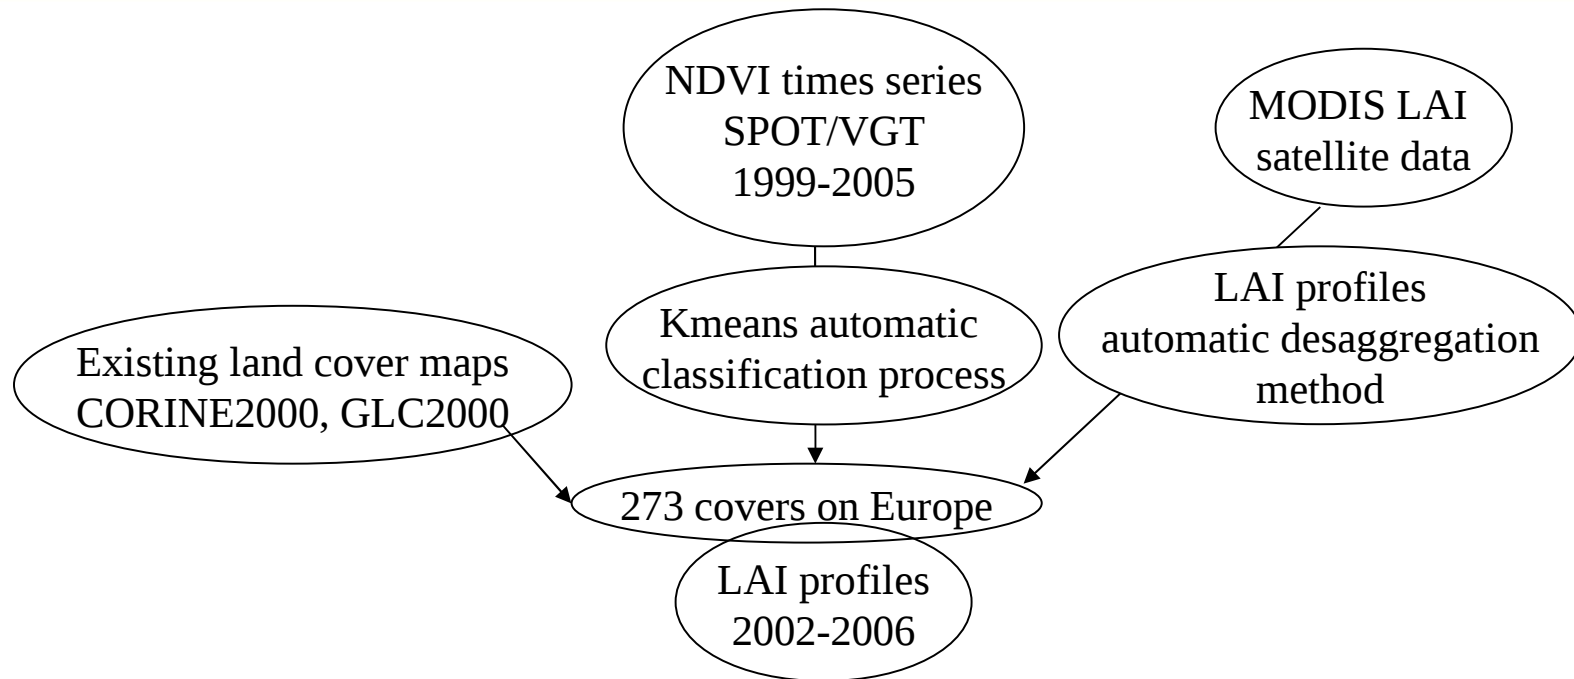 NDVI times series
SPOT/VGT
1999-2005
MODIS LAI
satellite data
LAI profiles
automatic desaggregation
method
Kmeans automatic
classification process
Existing land cover maps
CORINE2000, GLC2000
273 covers on Europe
LAI profiles
2002-2006